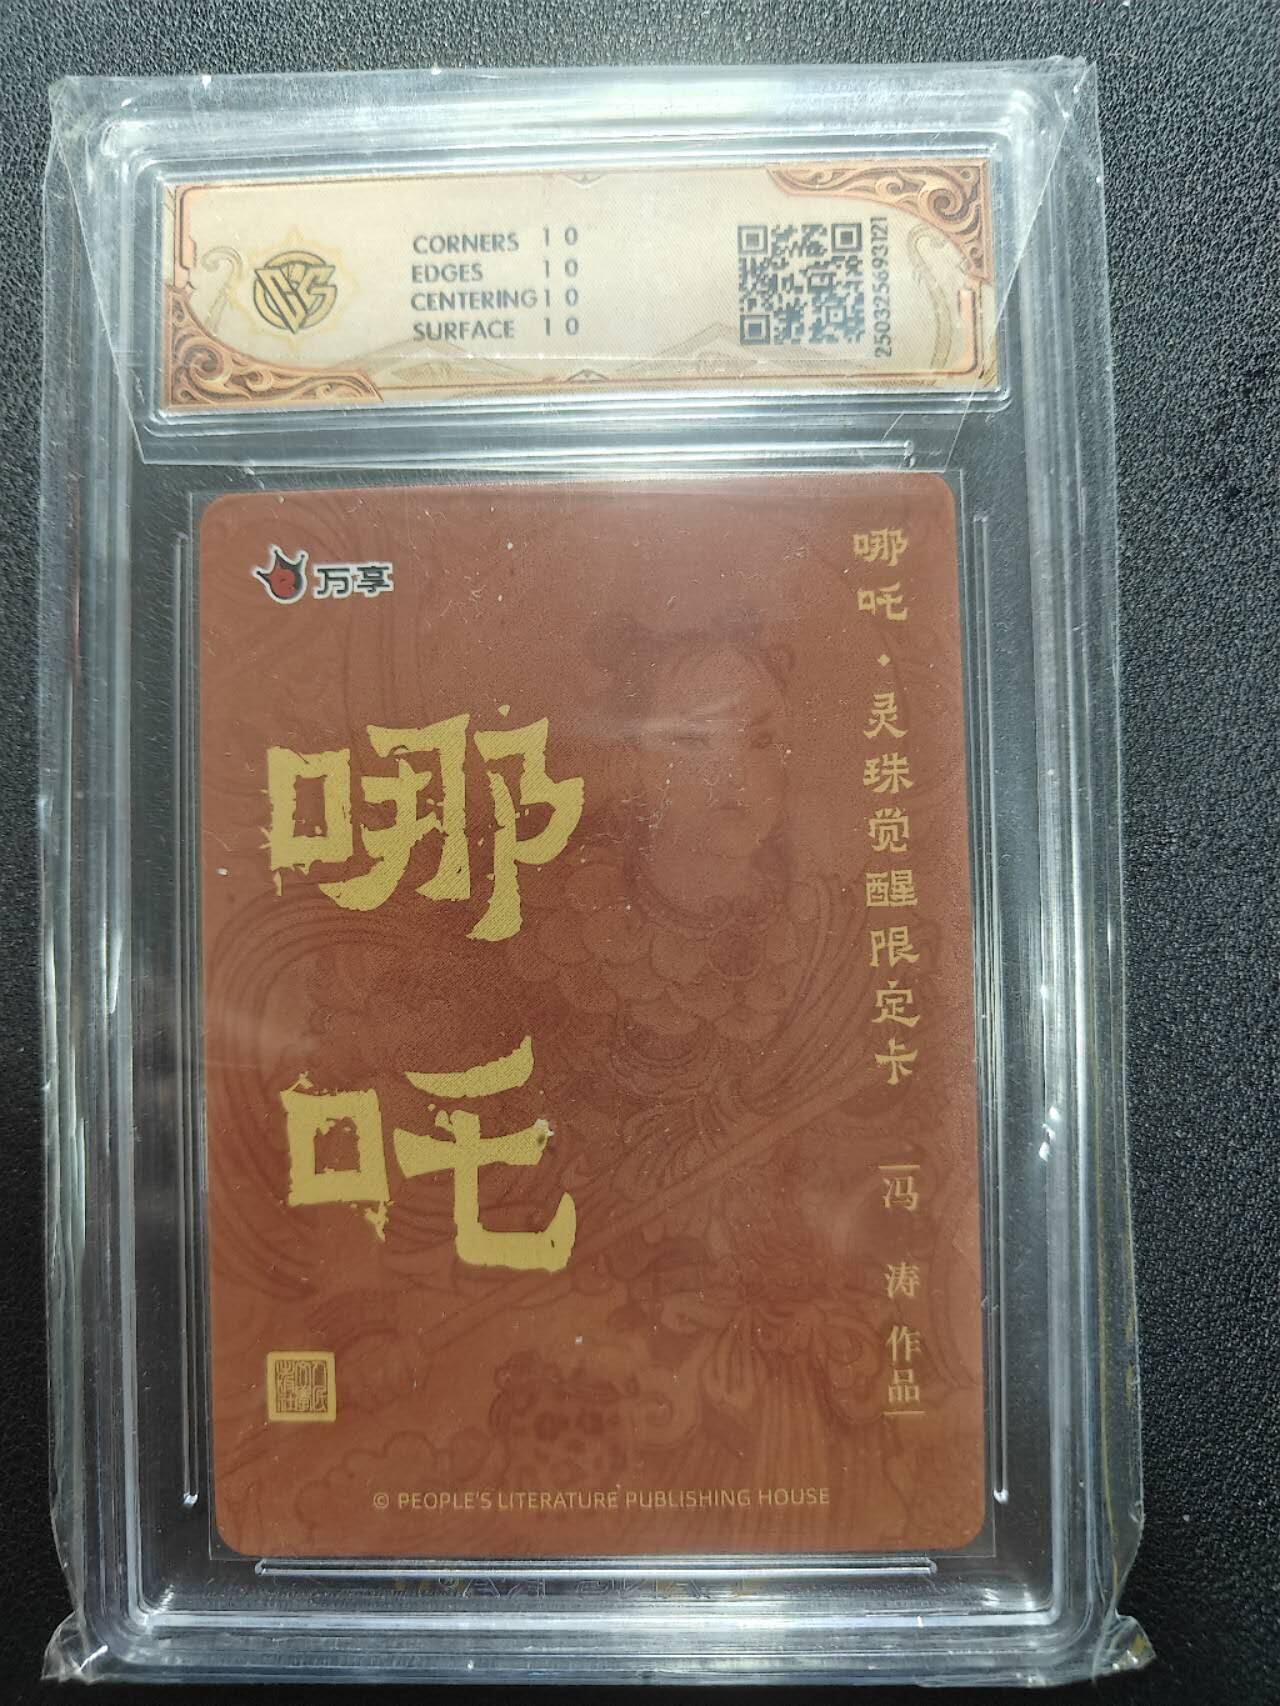 CORNERS 10
EDGES 10
CENTERING 10
SURFACE 10
250325693121
万享
哪吒
哪吒·灵珠觉醒限定卡
冯涛作品
© PEOPLE'S LITERATURE PUBLISHING HOUSE